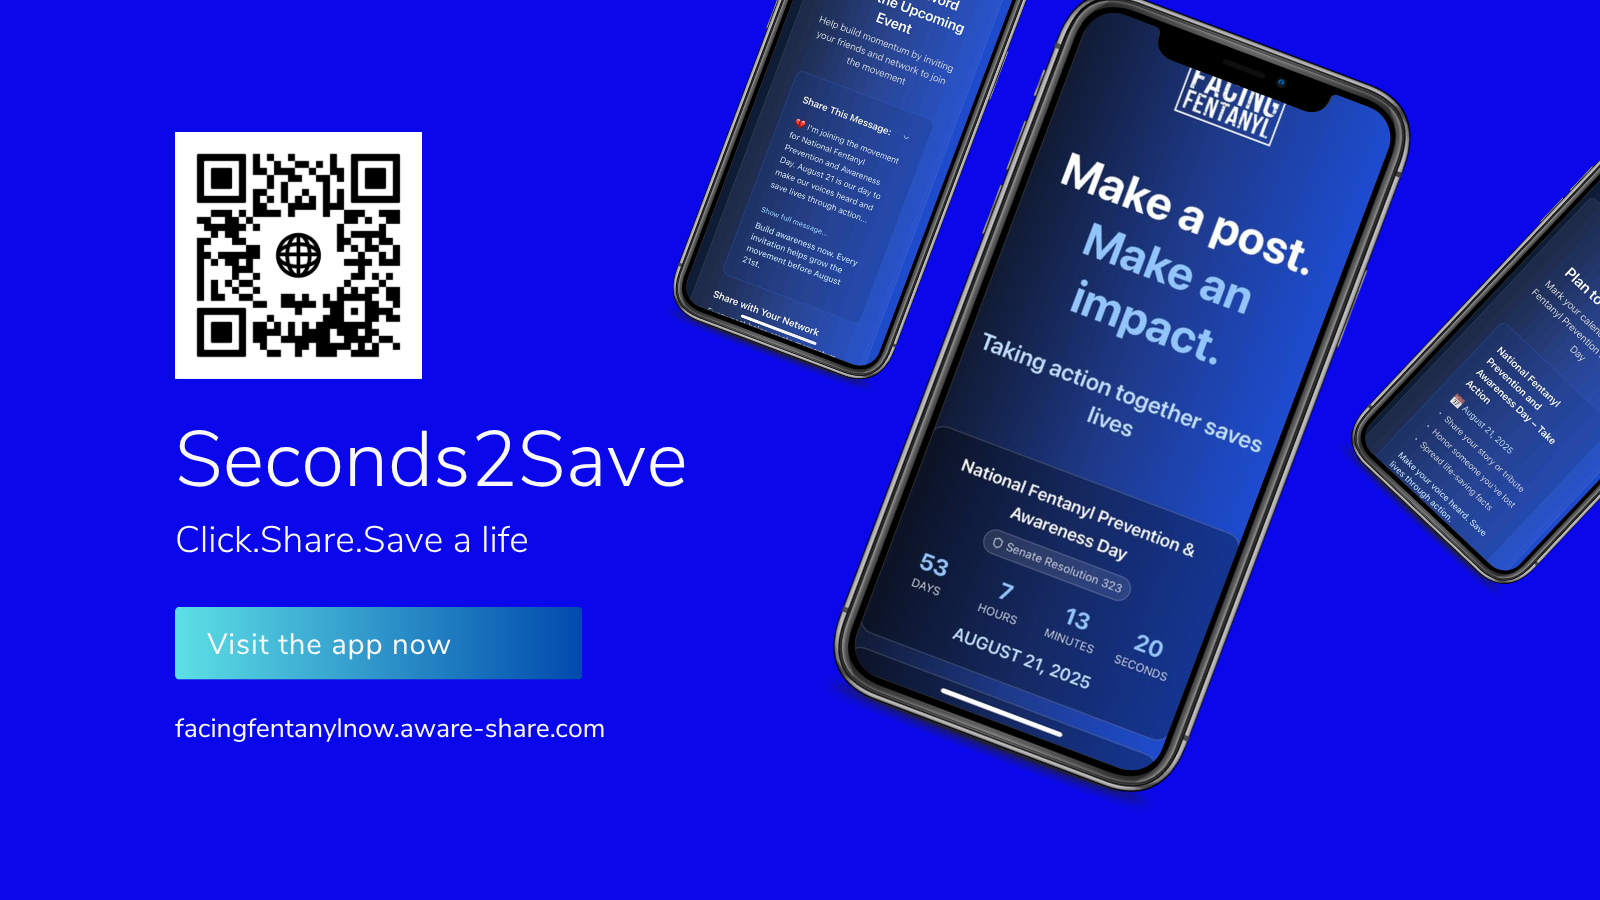 Seconds2Save
Click.Share.Save a life
Visit the app now
facingfentanylnow.aware-share.com
the Upcoming
Event
Help build momentum by inviting
your friends and network to join
the movement
Share This Message:
💔 I'm joining the movement
for National Fentanyl
Prevention and Awareness
Day. August 21 is our day to
make our voices heard and
save lives through action...
Show full message...
Build awareness now. Every
invitation helps grow the
movement before August
21st.
Share with Your Network
FACING
FENTANYL
Make a post.
Make an
impact.
Taking action together saves
lives
National Fentanyl Prevention &
Awareness Day
Senate Resolution 323
53 7 13 20
DAYS HOURS MINUTES SECONDS
AUGUST 21, 2025
Plan to
Mark your
Fentanyl Prevention
Day
National Fentanyl
Prevention and
Awareness Day – Take
Action
📅 August 21, 2025
• Share your story or tribute
• Honor someone you've lost
• Spread life-saving facts
Make your voice heard. Save
lives through action.